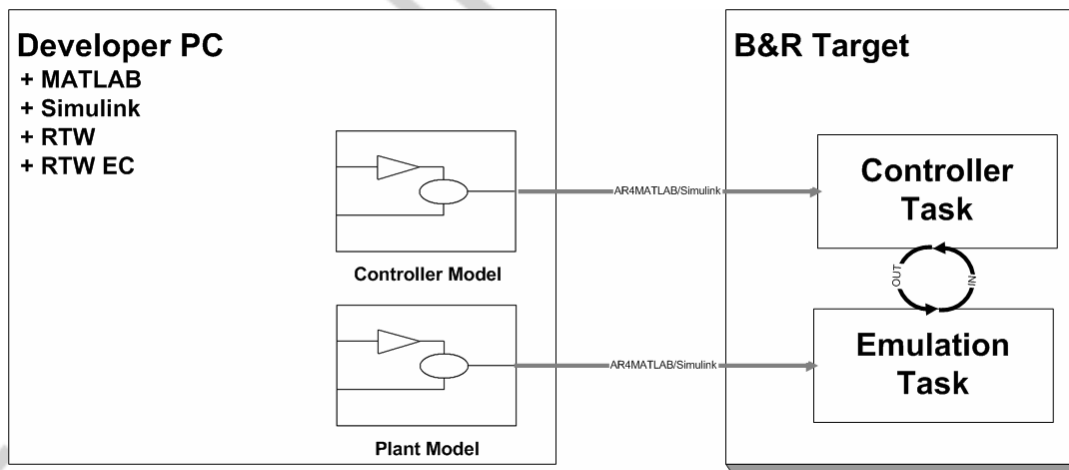 Developer PC
+ MATLAB
+ Simulink
+ RTW
+ RTW EC
Controller Model
Plant Model
AR4MATLAB/Simulink
AR4MATLAB/Simulink
B&R Target
Controller
Task
OUT
IN
Emulation
Task